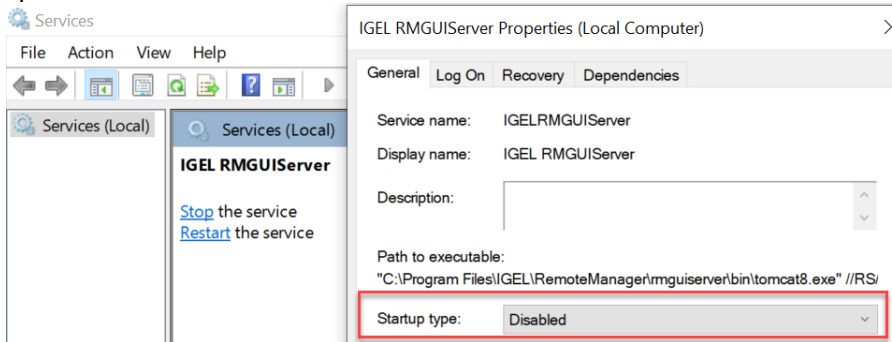 Services
File Action View Help
Services (Local)
Services (Local)
IGEL RMGUIServer
Stop the service
Restart the service
IGEL RMGUIServer Properties (Local Computer)
General Log On Recovery Dependencies
Service name: IGELRMGUIServer
Display name: IGEL RMGUIServer
Description:
Path to executable:
"C:\Program Files\IGEL\RemoteManager\rmguiserver\bin\tomcat8.exe" //RS/
Startup type: Disabled